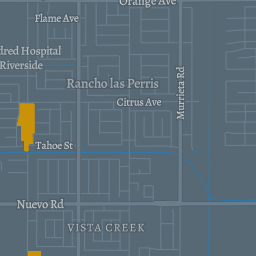 Orange Ave
Flame Ave
dred Hospital
Riverside
Rancho las Perris
Citrus Ave
Murrieta Rd
Tahoe St
Nuevo Rd
VISTA CREEK